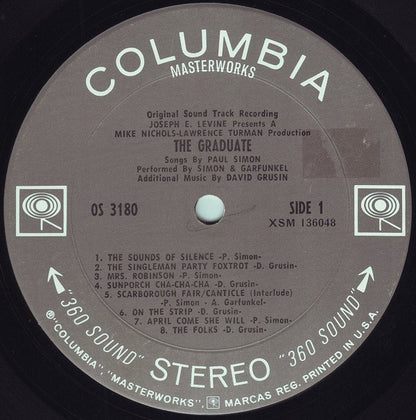 COLUMBIA
MASTERWORKS
Original Sound Track Recording
JOSEPH E. LEVINE Presents A
MIKE NICHOLS-LAWRENCE TURMAN Production
THE GRADUATE
Songs By PAUL SIMON
Performed By SIMON & GARFUNKEL
Additional Music By DAVID GRUSIN
OS 3180
SIDE 1
XSM 136048
1. THE SOUNDS OF SILENCE -P. Simon-
2. THE SINGLEMAN PARTY FOXTROT -D. Grusin-
3. MRS. ROBINSON -P. Simon-
4. SUNPORCH CHA-CHA-CHA -D. Grusin-
5. SCARBOROUGH FAIR/CANTICLE (Interlude)
-P. Simon - A. Garfunkel-
6. ON THE STRIP -D. Grusin-
7. APRIL COME SHE WILL -P. Simon-
8. THE FOLKS -D. Grusin-
"360 SOUND" STEREO "360 SOUND"
® "COLUMBIA", "MASTERWORKS", MARCAS REG. PRINTED IN U.S.A.